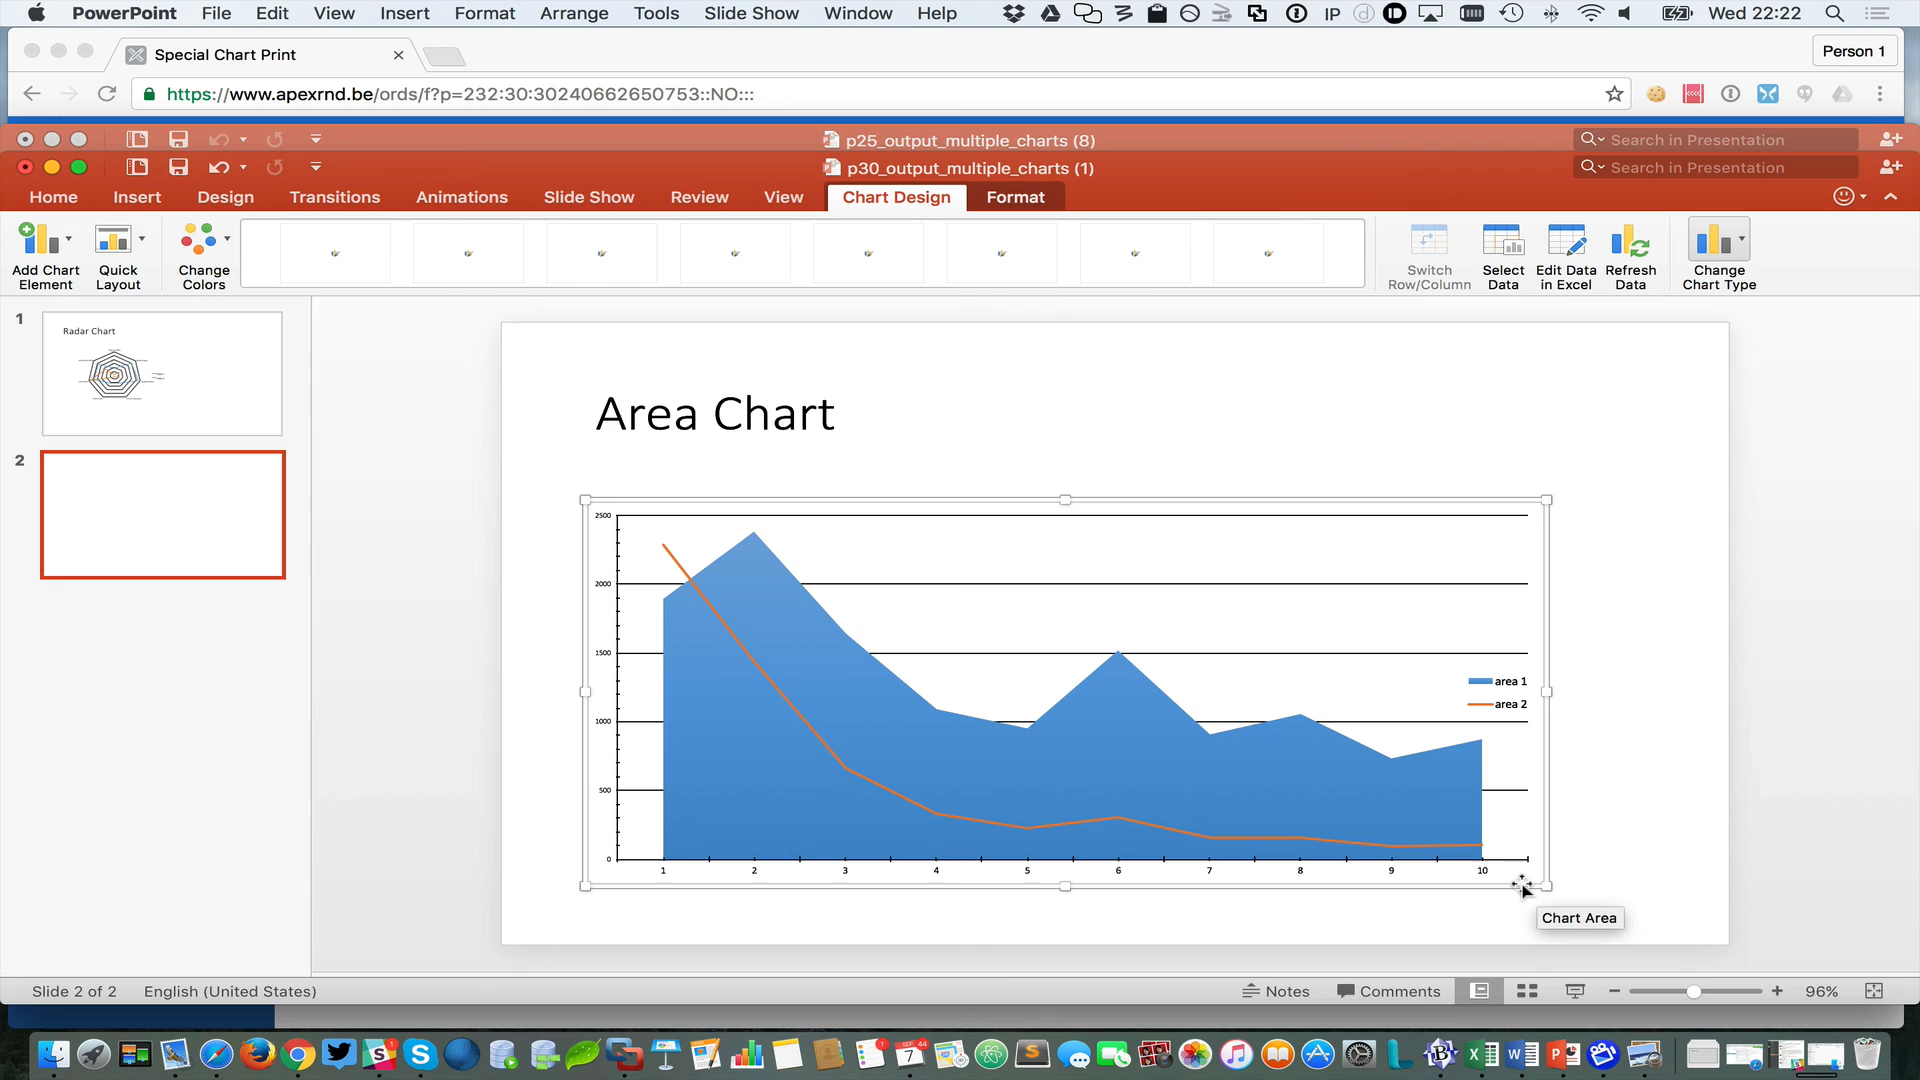 PowerPoint File Edit View Insert Format Arrange Tools Slide Show Window Help IP Wed 22:22
Special Chart Print Person 1
https://www.apexrnd.be/ords/f?p=232:30:30240662650753::NO:::
p25_output_multiple_charts (8) Search in Presentation
p30_output_multiple_charts (1) Search in Presentation
Home Insert Design Transitions Animations Slide Show Review View Chart Design Format
Add Chart Element Quick Layout Change Colors Switch Row/Column Select Data Edit Data in Excel Refresh Data Change Chart Type
1
Radar Chart
2
Area Chart
2500
2000
1500
area 1
area 2
1000
500
0
1 2 3 4 5 6 7 8 9 10
Chart Area
Slide 2 of 2 English (United States) Notes Comments 96%